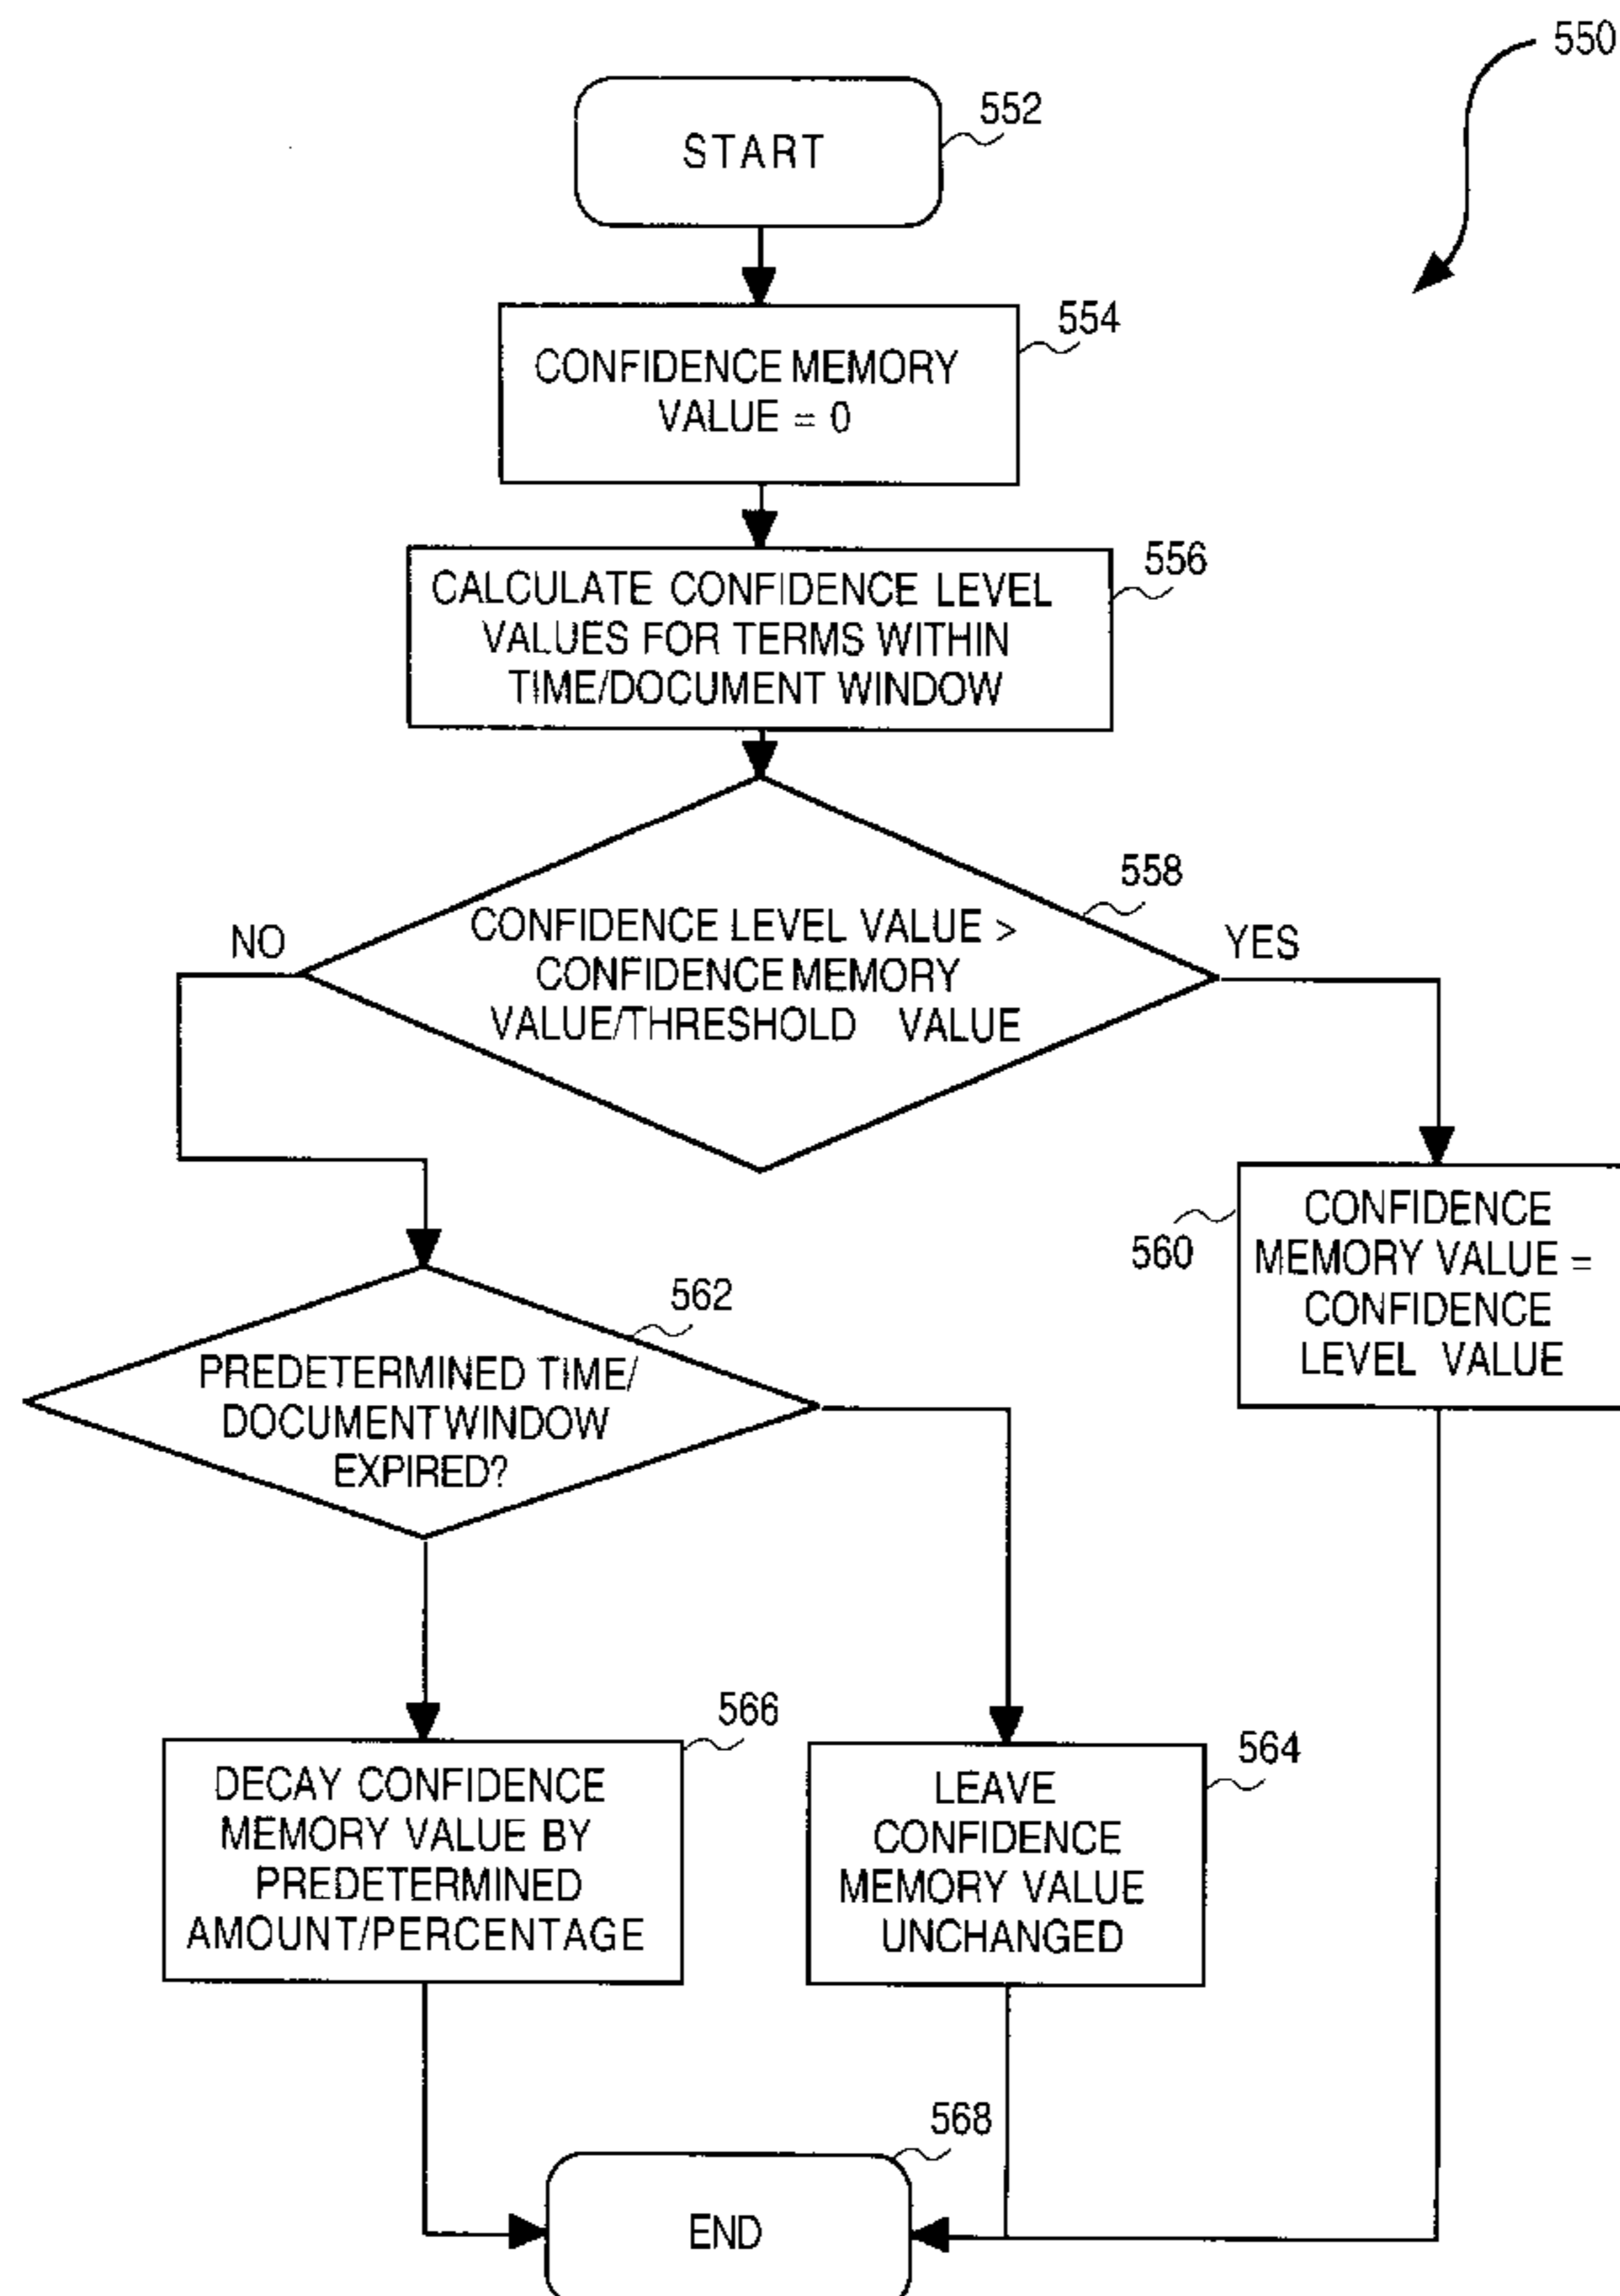 550
552
START
554
CONFIDENCE MEMORY
VALUE = 0
556
CALCULATE CONFIDENCE LEVEL
VALUES FOR TERMS WITHIN
TIME/DOCUMENT WINDOW
558
CONFIDENCE LEVEL VALUE >
CONFIDENCE MEMORY
VALUE/THRESHOLD VALUE
NO
YES
560
CONFIDENCE
MEMORY VALUE =
CONFIDENCE
LEVEL VALUE
562
PREDETERMINED TIME/
DOCUMENT WINDOW
EXPIRED?
566
DECAY CONFIDENCE
MEMORY VALUE BY
PREDETERMINED
AMOUNT/PERCENTAGE
564
LEAVE
CONFIDENCE
MEMORY VALUE
UNCHANGED
568
END